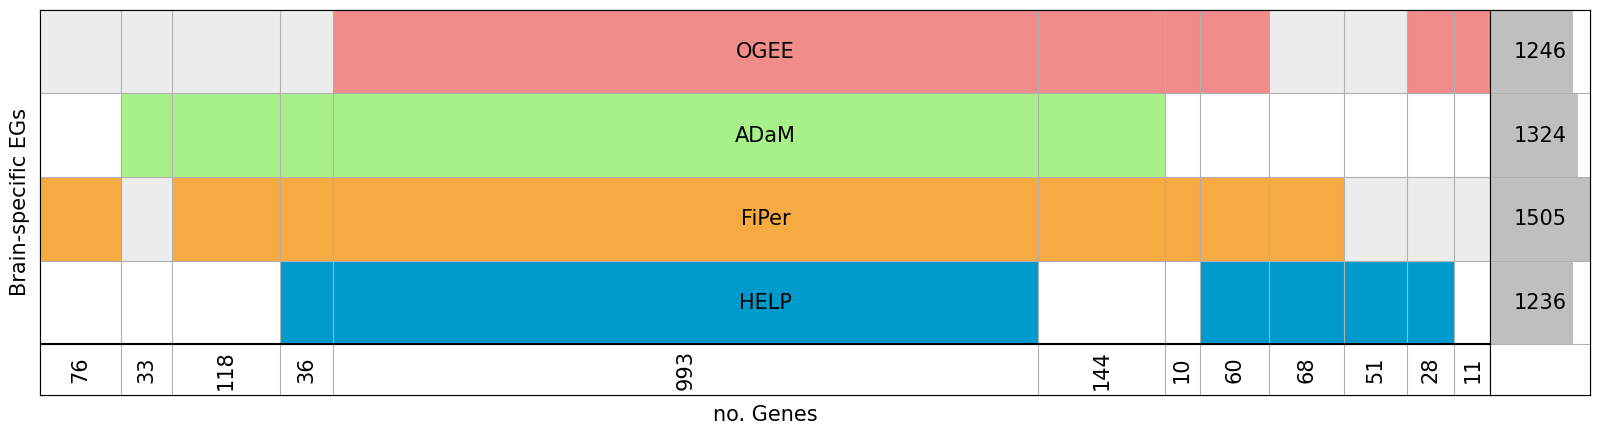 Brain-specific EGs
OGEE 1246
ADaM 1324
FiPer 1505
HELP 1236
76 33 118 36 993 144 10 60 68 51 28 11
no. Genes